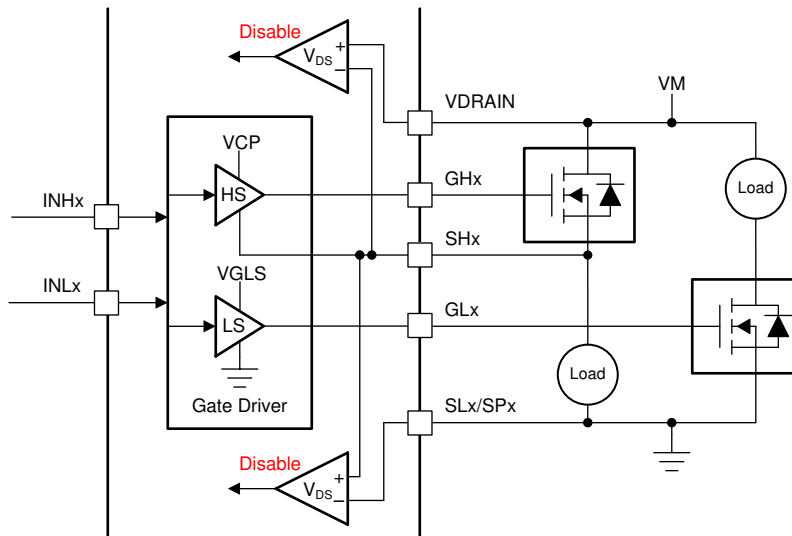 Disable
VDS
+
−
VDRAIN
VM
VCP
HS
GHx
Load
INHx
SHx
INLx
VGLS
LS
GLx
Load
Gate Driver
SLx/SPx
Disable
VDS
+
−